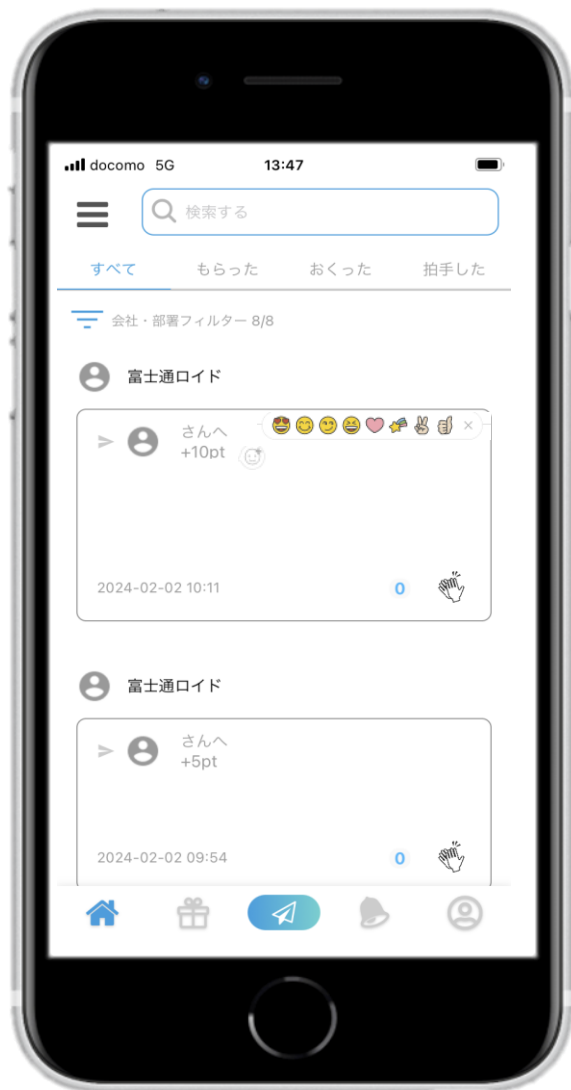 docomo 5G 13:47
検索する
すべて もらった おくった 拍手した
会社・部署フィルター 8/8
富士通ロイド
さんへ
+10pt
×
2024-02-02 10:11 0
富士通ロイド
さんへ
+5pt
2024-02-02 09:54 0